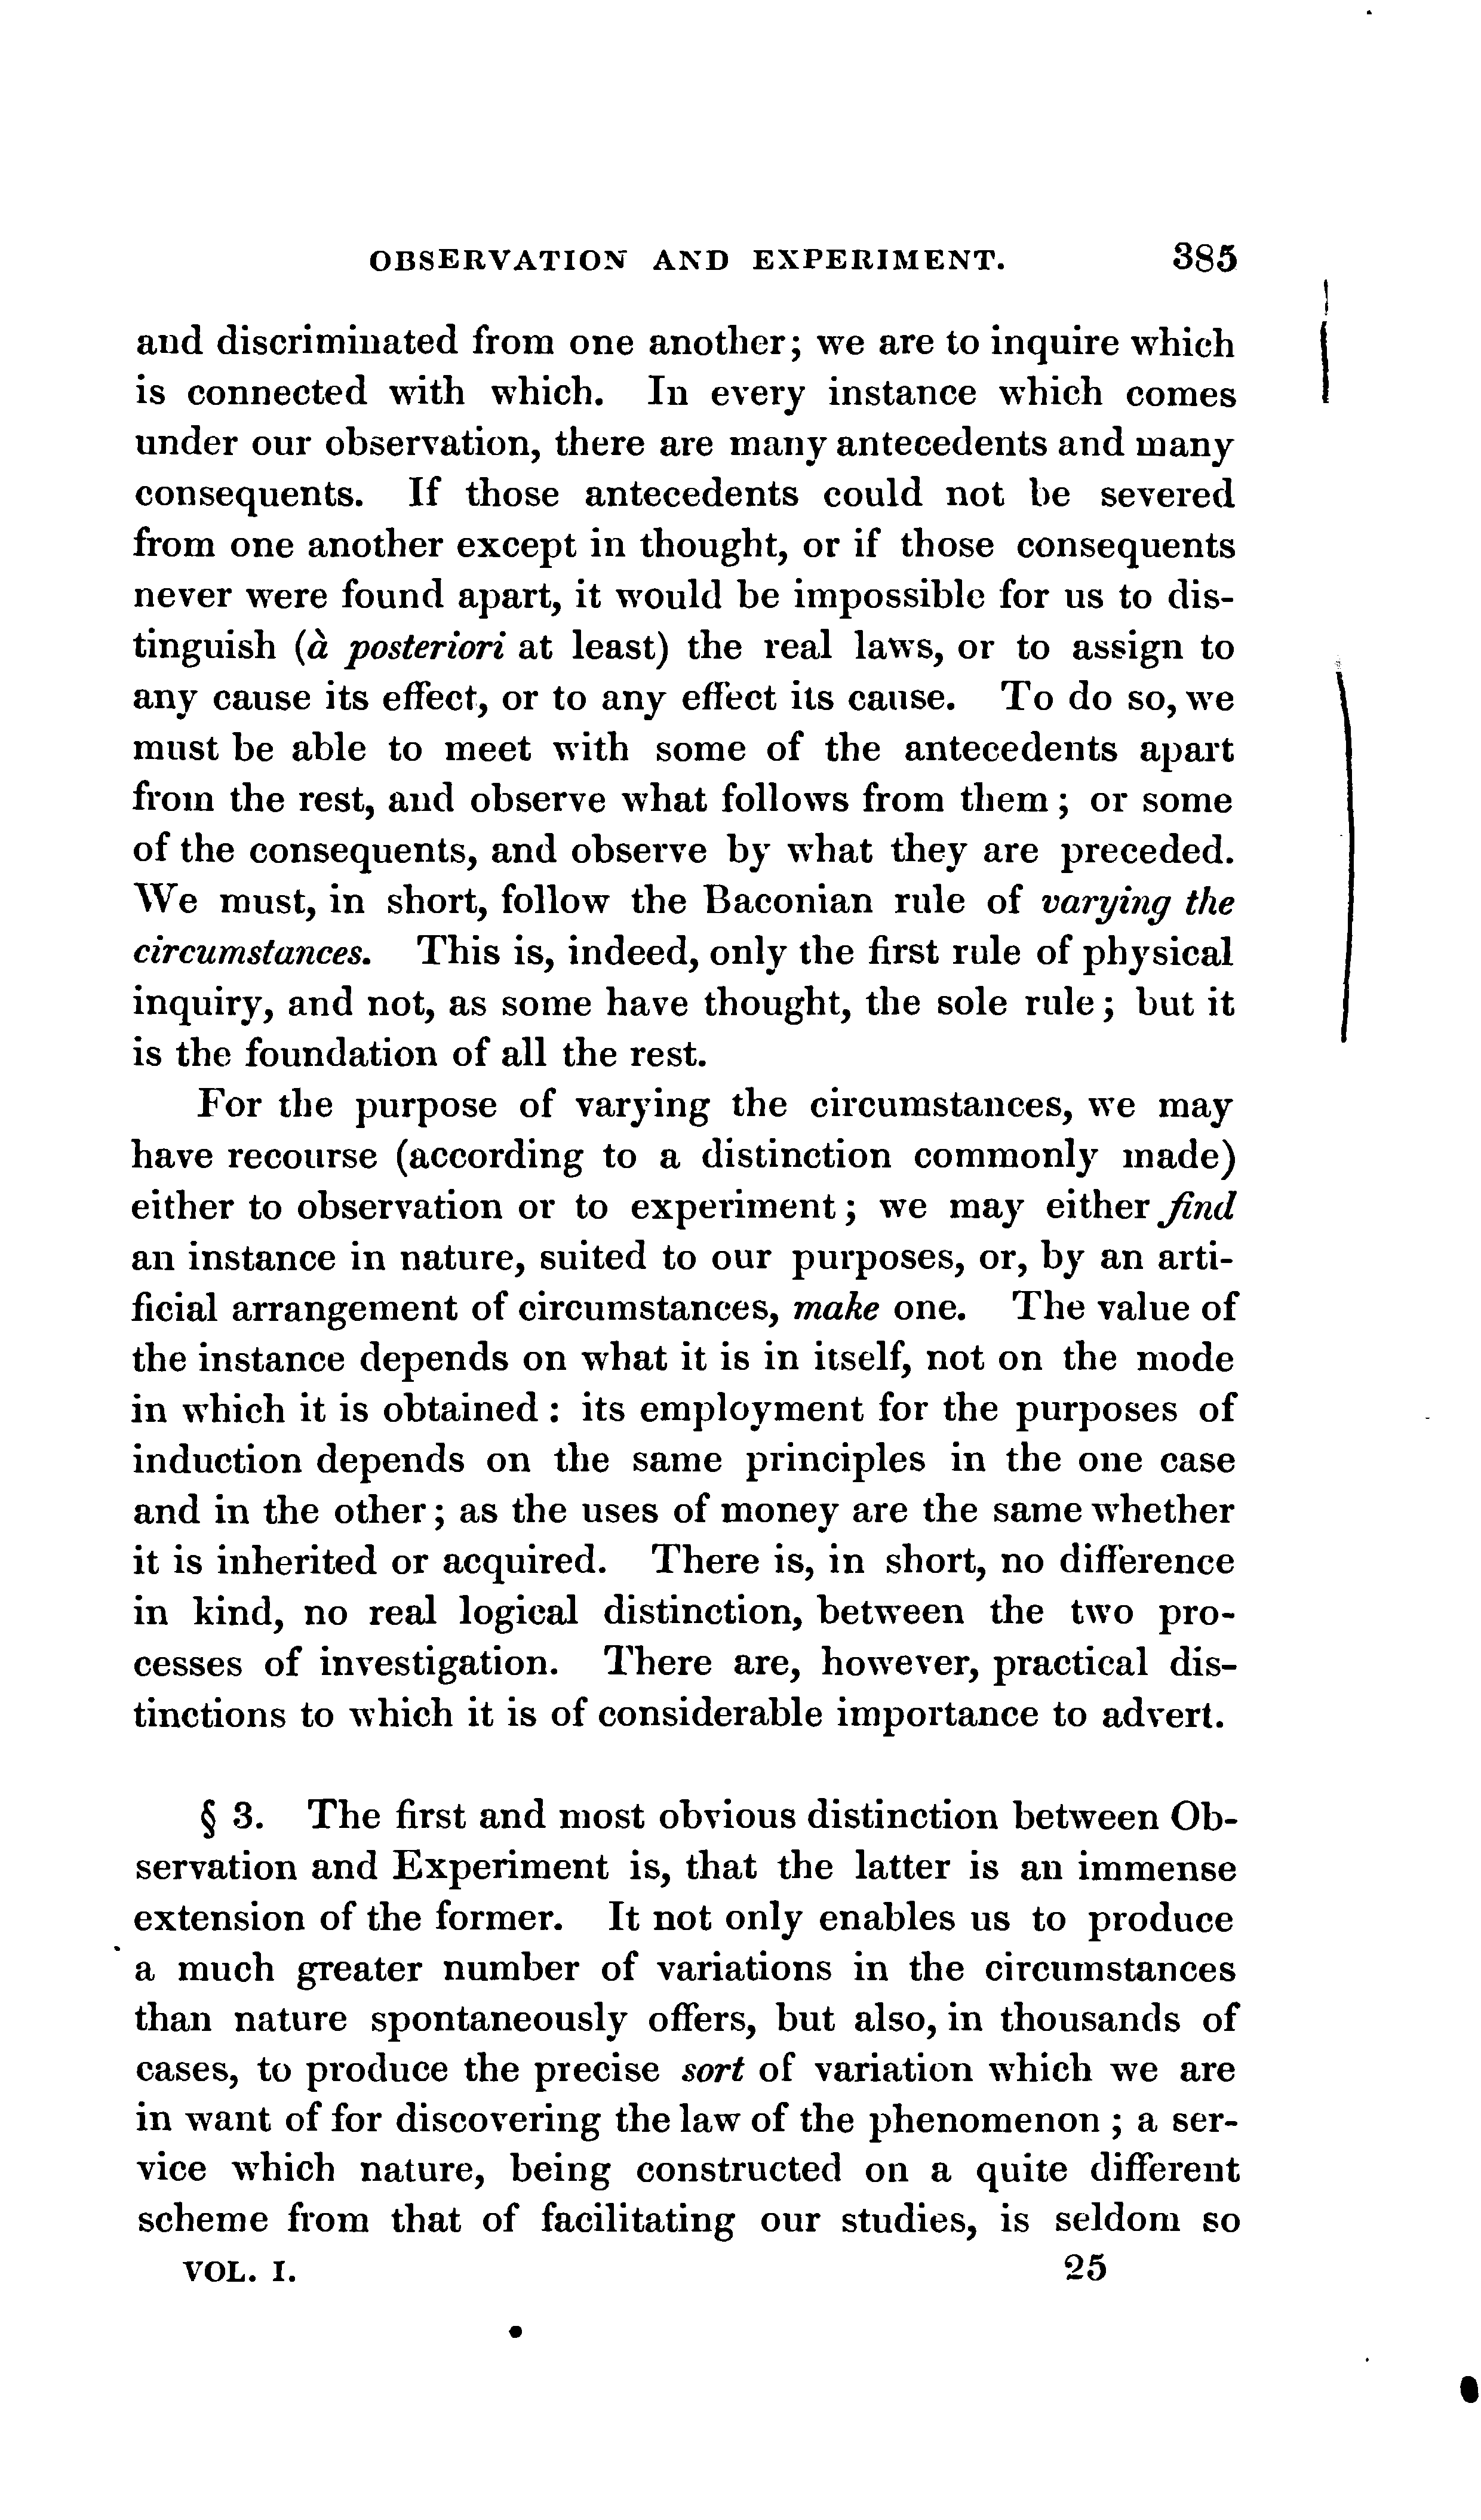 OBSERVATION AND EXPERIMENT. 385
and discriminated from one another; we are to inquire which
is connected with which. In every instance which comes
under our observation, there are many antecedents and many
consequents. If those antecedents could not be severed
from one another except in thought, or if those consequents
never were found apart, it would be impossible for us to dis-
tinguish (à posteriori at least) the real laws, or to assign to
any cause its effect, or to any effect its cause. To do so, we
must be able to meet with some of the antecedents apart
from the rest, and observe what follows from them; or some
of the consequents, and observe by what they are preceded.
We must, in short, follow the Baconian rule of varying the
circumstances. This is, indeed, only the first rule of physical
inquiry, and not, as some have thought, the sole rule; but it
is the foundation of all the rest.
For the purpose of varying the circumstances, we may
have recourse (according to a distinction commonly made)
either to observation or to experiment; we may either find
an instance in nature, suited to our purposes, or, by an arti-
ficial arrangement of circumstances, make one. The value of
the instance depends on what it is in itself, not on the mode
in which it is obtained: its employment for the purposes of
induction depends on the same principles in the one case
and in the other; as the uses of money are the same whether
it is inherited or acquired. There is, in short, no difference
in kind, no real logical distinction, between the two pro-
cesses of investigation. There are, however, practical dis-
tinctions to which it is of considerable importance to advert.
§ 3. The first and most obvious distinction between Ob-
servation and Experiment is, that the latter is an immense
extension of the former. It not only enables us to produce
a much greater number of variations in the circumstances
than nature spontaneously offers, but also, in thousands of
cases, to produce the precise sort of variation which we are
in want of for discovering the law of the phenomenon; a ser-
vice which nature, being constructed on a quite different
scheme from that of facilitating our studies, is seldom so
VOL. I. 25